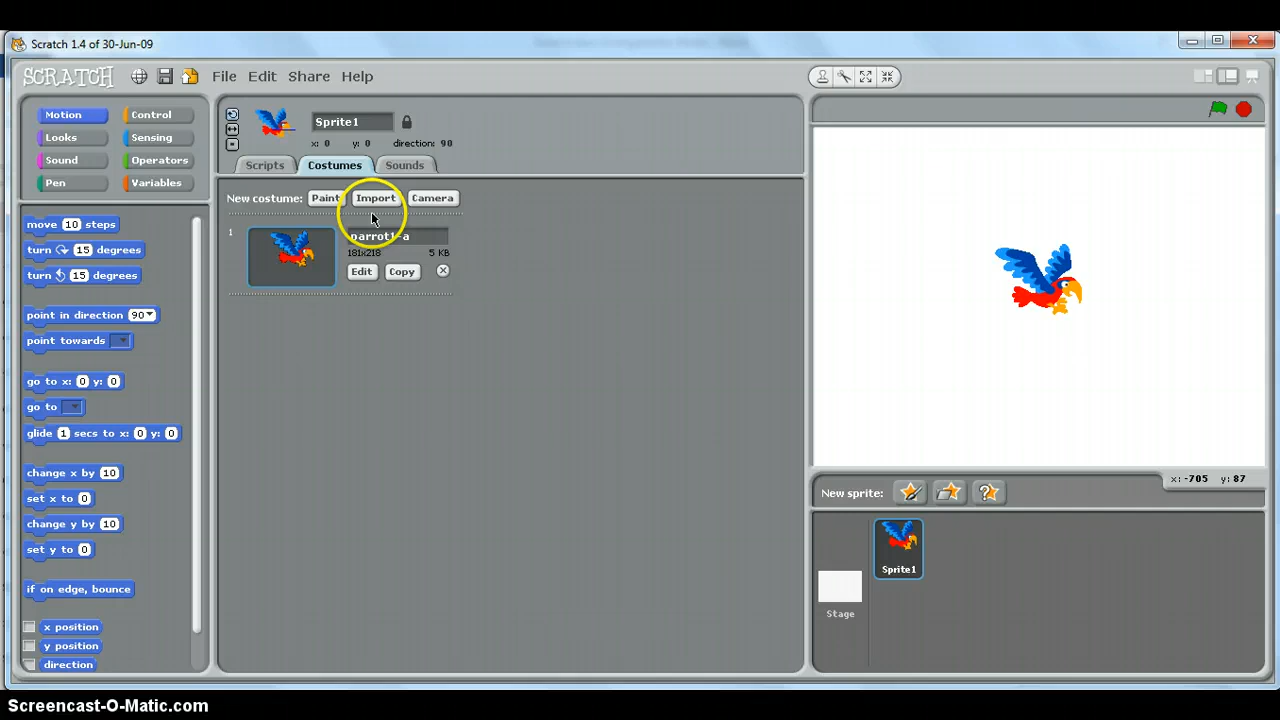 Scratch 1.4 of 30-Jun-09
SCRATCH
File Edit Share Help
Motion Control
Looks Sensing
Sound Operators
Pen Variables
move 10 steps
turn 15 degrees
turn 15 degrees
point in direction 90
point towards
go to x: 0 y: 0
go to
glide 1 secs to x: 0 y: 0
change x by 10
set x to 0
change y by 10
set y to 0
if on edge, bounce
x position
y position
direction
Sprite1
x: 0 y: 0 direction: 90
Scripts Costumes Sounds
New costume: Paint Import Camera
1
parrot1-a
181x218 5 KB
Edit Copy
x: -705 y: 87
New sprite:
Sprite1
Stage
Screencast-O-Matic.com